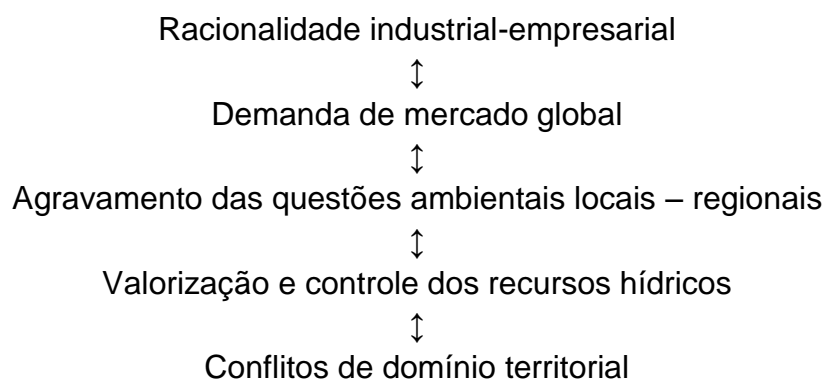 Racionalidade industrial-empresarial
↕
Demanda de mercado global
↕
Agravamento das questões ambientais locais – regionais
↕
Valorização e controle dos recursos hídricos
↕
Conflitos de domínio territorial